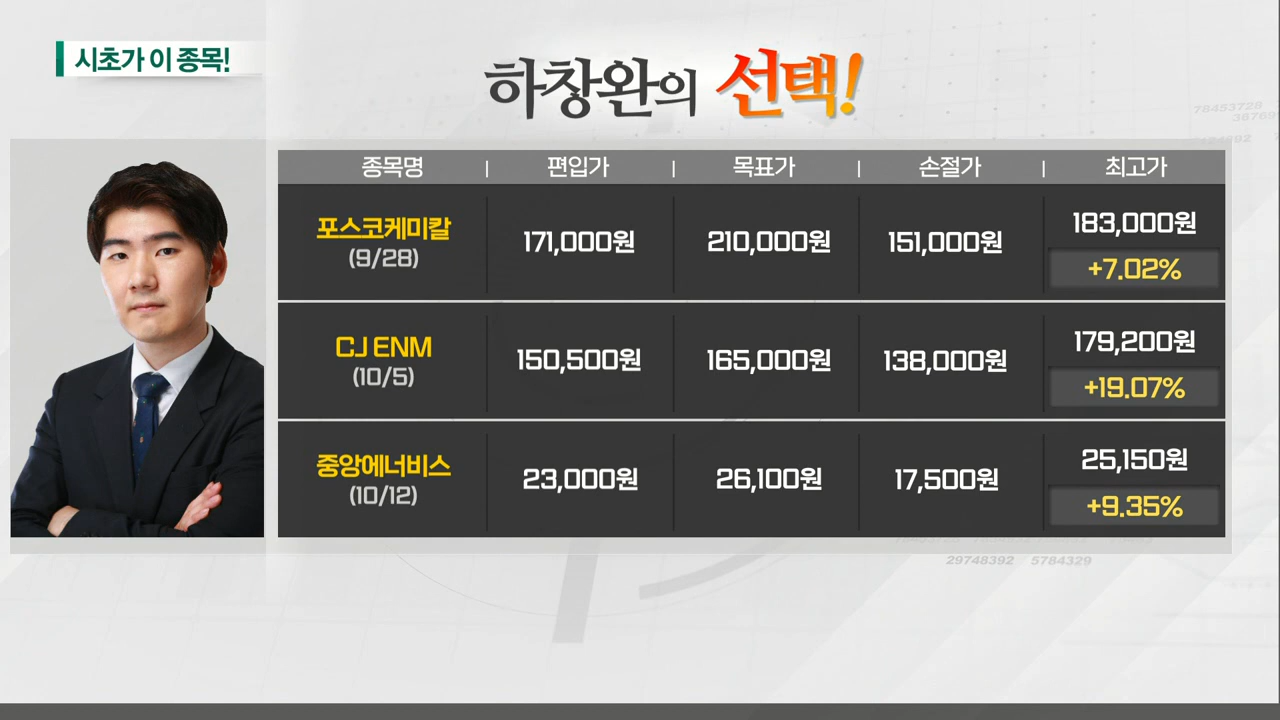 시초가 이 종목!
하창완의 선택!
종목명 | 편입가 | 목표가 | 손절가 | 최고가
포스코케미칼 (9/28) 171,000원 210,000원 151,000원 183,000원 +7.02%
CJ ENM (10/5) 150,500원 165,000원 138,000원 179,200원 +19.07%
중앙에너비스 (10/12) 23,000원 26,100원 17,500원 25,150원 +9.35%
78453728
29748392 5784329